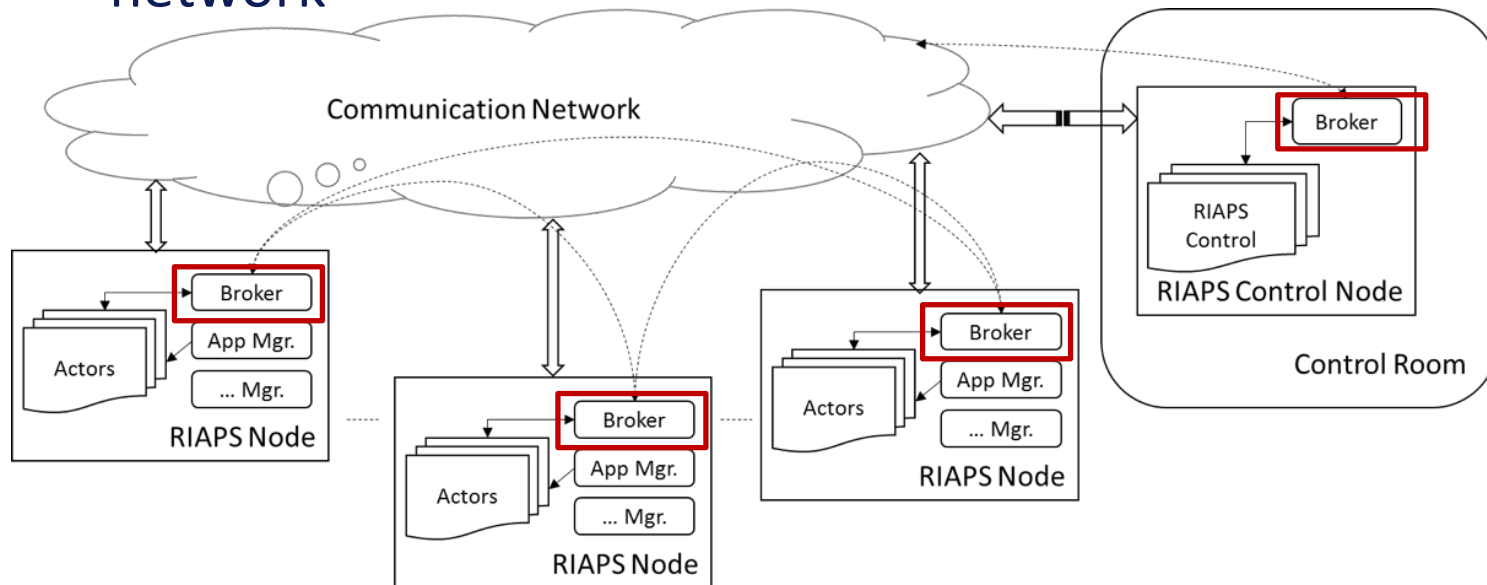 network
Communication Network
Broker
RIAPS
Control
RIAPS Control Node
Control Room
Broker
App Mgr.
Actors
... Mgr.
RIAPS Node
Broker
App Mgr.
Actors
... Mgr.
RIAPS Node
Broker
App Mgr.
Actors
... Mgr.
RIAPS Node